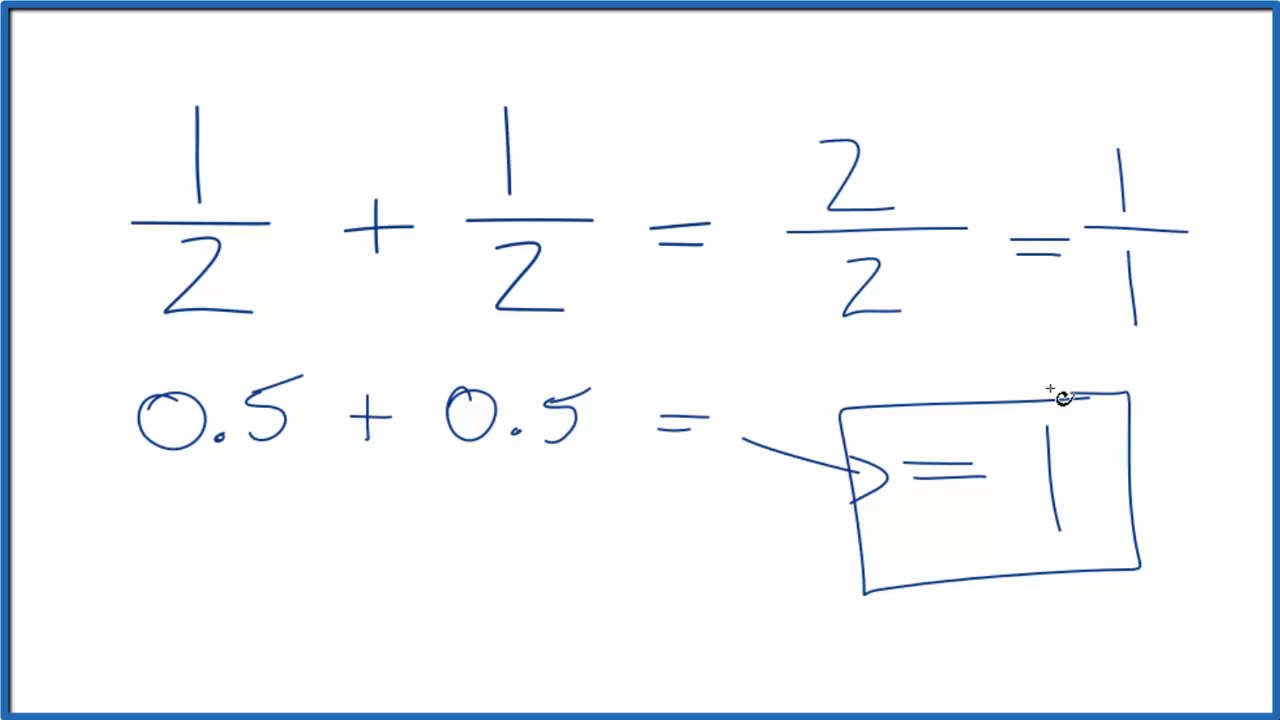 1/2 + 1/2 = 2/2 = 1/1
0.5 + 0.5 =
= 1